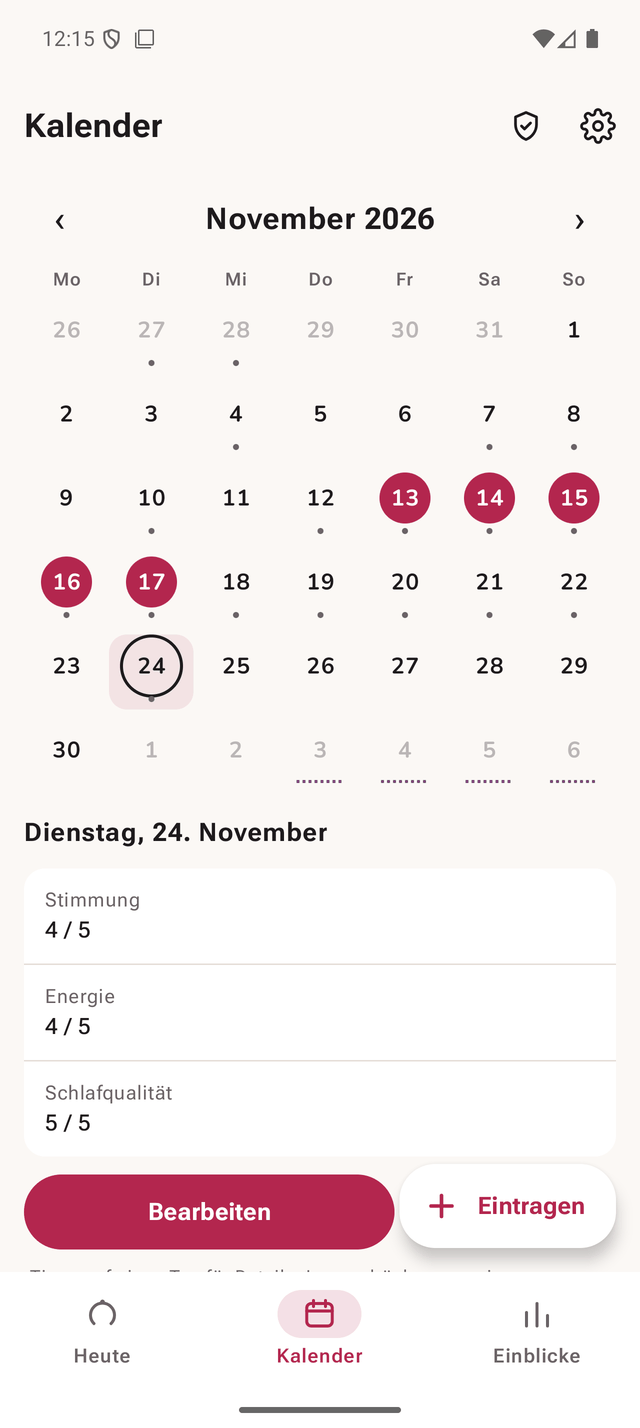 12:15
Kalender
‹ November 2026 ›
Mo Di Mi Do Fr Sa So
26 27 28 29 30 31 1
2 3 4 5 6 7 8
9 10 11 12 13 14 15
16 17 18 19 20 21 22
23 24 25 26 27 28 29
30 1 2 3 4 5 6
Dienstag, 24. November
Stimmung
4 / 5
Energie
4 / 5
Schlafqualität
5 / 5
Bearbeiten
+ Eintragen
Heute Kalender Einblicke